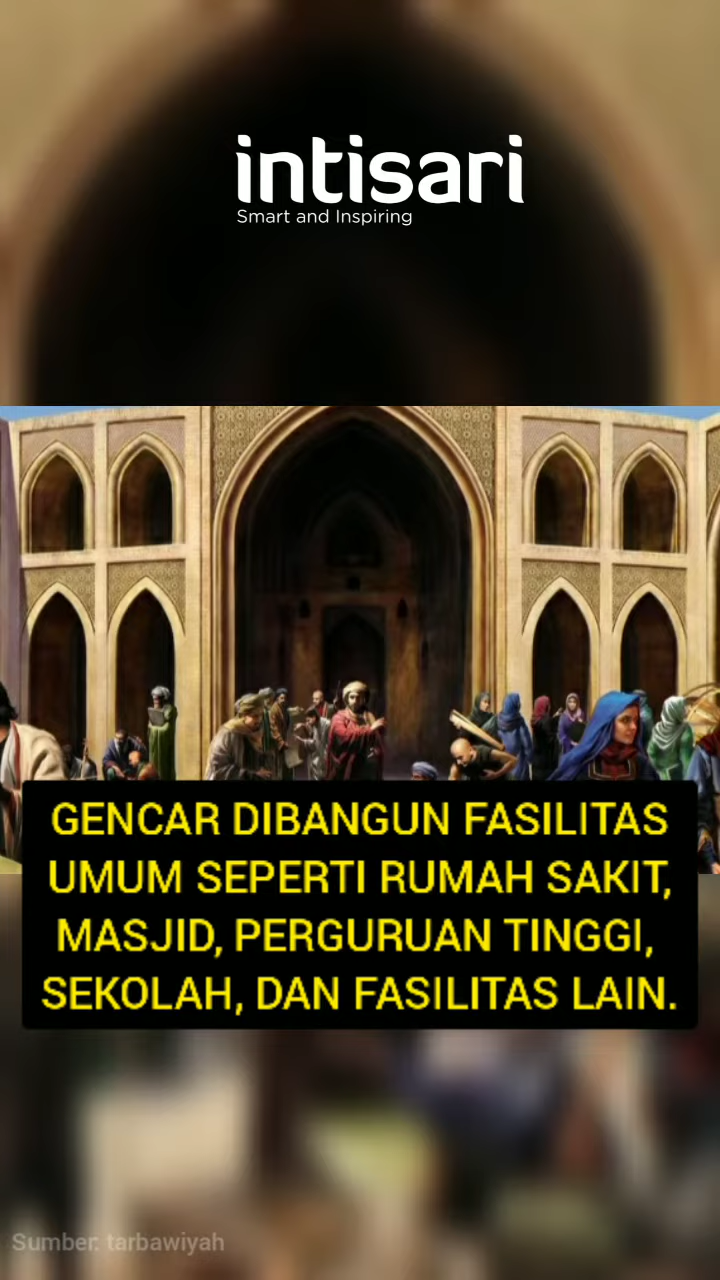 intisari
Smart and Inspiring
GENCAR DIBANGUN FASILITAS
UMUM SEPERTI RUMAH SAKIT,
MASJID, PERGURUAN TINGGI,
SEKOLAH, DAN FASILITAS LAIN.
Sumber: tarbawiyah